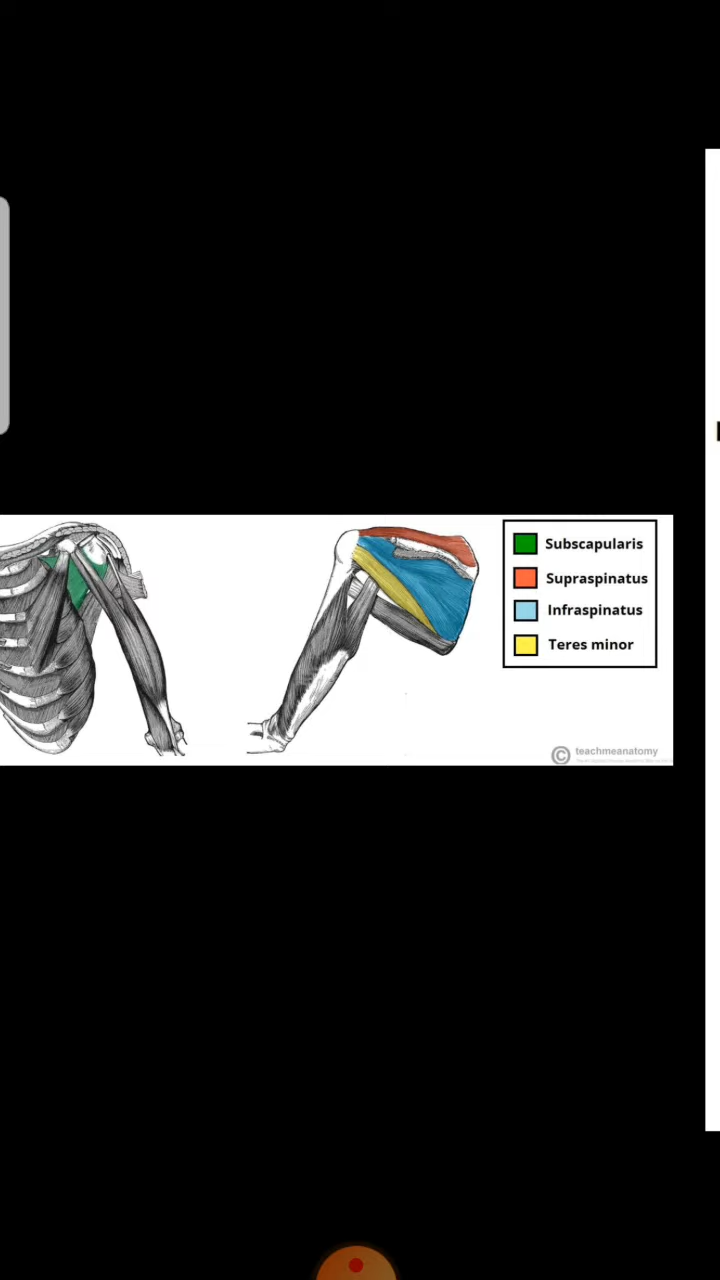 Subscapularis
Supraspinatus
Infraspinatus
Teres minor
© teachmeanatomy